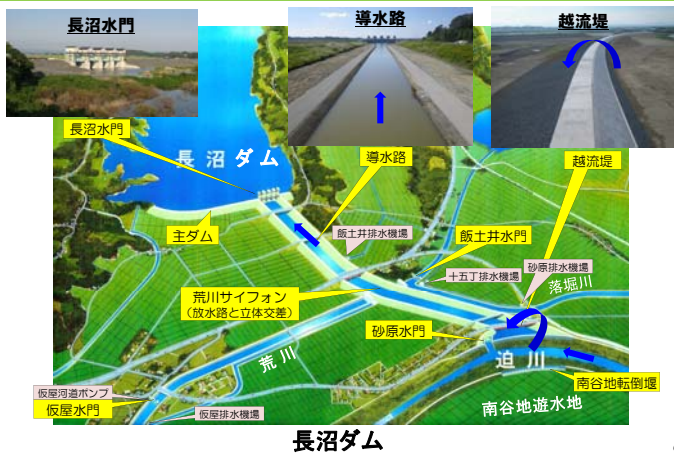 長沼水門
導水路
越流堤
長沼水門
長沼ダム
導水路
越流堤
主ダム
飯土井排水機場
飯土井水門
砂原排水機場
十五丁排水機場
落堀川
荒川サイフォン
（放水路と立体交差）
砂原水門
荒川
迫川
仮屋河道ポンプ
仮屋水門
仮屋排水機場
南谷地転倒堰
南谷地遊水地
長沼ダム